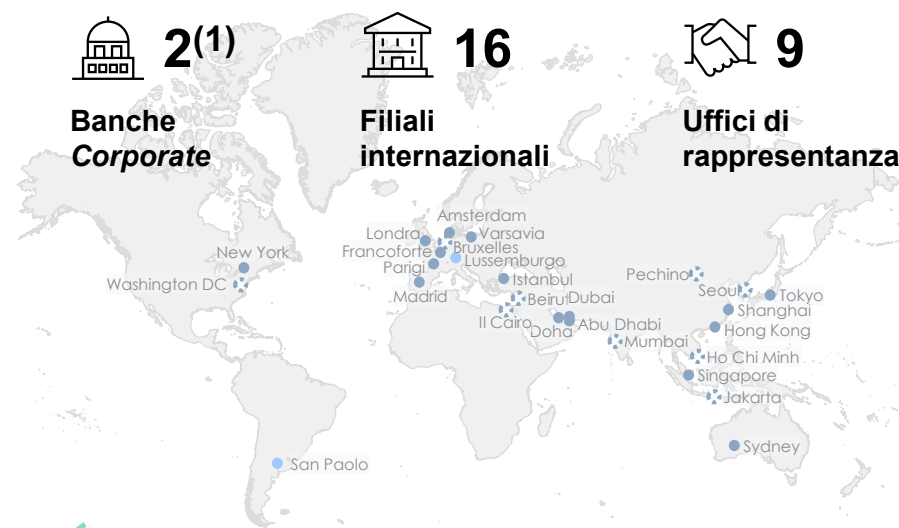 2(1)
Banche
Corporate
16
Filiali
internazionali
9
Uffici di
rappresentanza
Amsterdam
Londra
Varsavia
Francoforte
Bruxelles
Parigi
Lussemburgo
New York
Washington DC
Madrid
Istanbul
Beirut
Dubai
Il Cairo
Doha
Abu Dhabi
Pechino
Seoul
Tokyo
Shanghai
Hong Kong
Mumbai
Ho Chi Minh
Singapore
Jakarta
Sydney
San Paolo